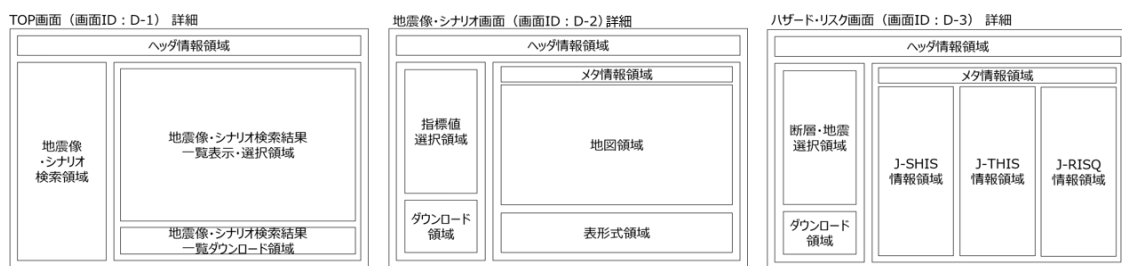 TOP画面（画面ID：D-1） 詳細
ヘッダ情報領域
地震像
・シナリオ
検索領域
地震像・シナリオ検索結果
一覧表示・選択領域
地震像・シナリオ検索結果
一覧ダウンロード領域
地震像・シナリオ画面（画面ID：D-2）詳細
ヘッダ情報領域
指標値
選択領域
ダウンロード
領域
メタ情報領域
地図領域
表形式領域
ハザード・リスク画面（画面ID：D-3） 詳細
ヘッダ情報領域
断層・地震
選択領域
ダウンロード
領域
メタ情報領域
J-SHIS
情報領域
J-THIS
情報領域
J-RISQ
情報領域